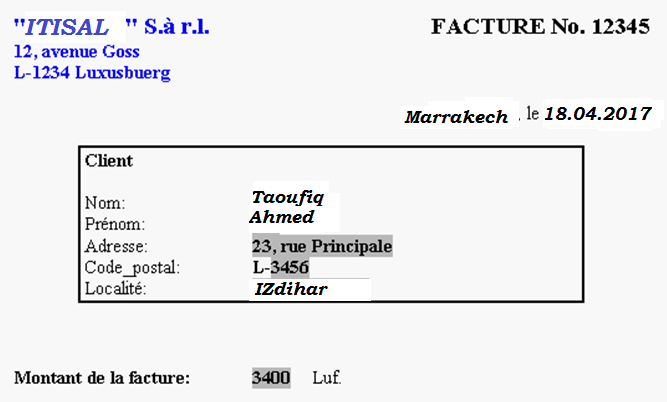 "ITISAL " S.à r.l. FACTURE No. 12345
12, avenue Goss
L-1234 Luxusbuerg
Marrakech , le 18.04.2017
Client
Nom: Taoufiq
Prénom: Ahmed
Adresse: 23, rue Principale
Code_postal: L-3456
Localité: IZdihar
Montant de la facture: 3400 Luf.